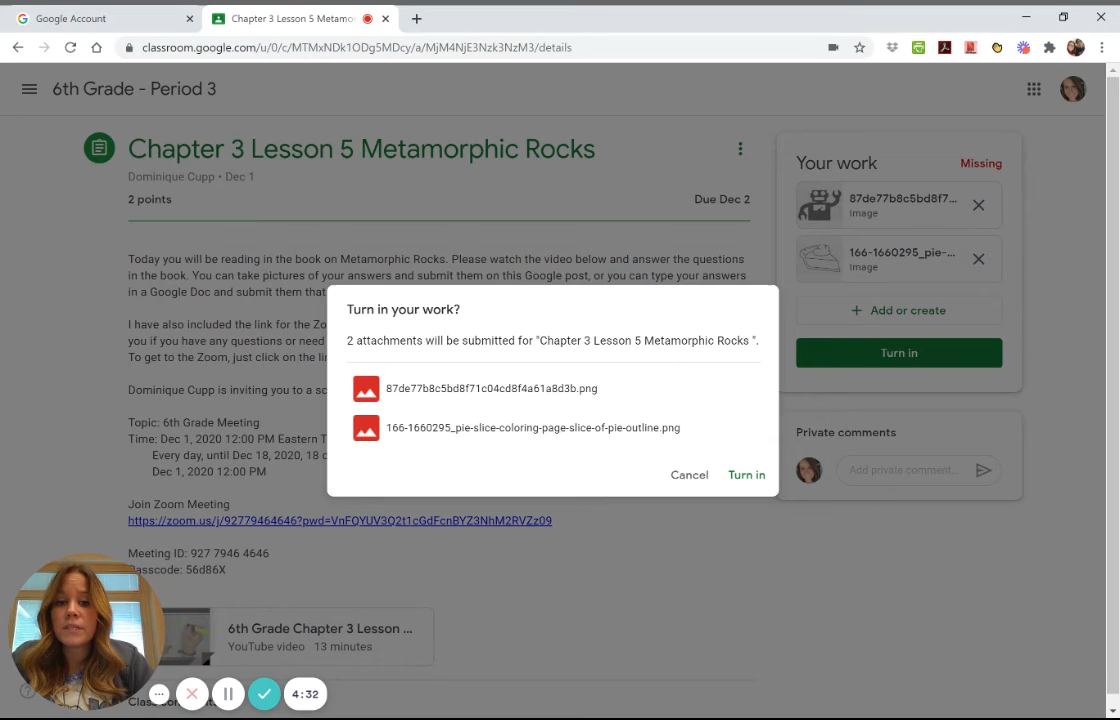 Google Account
Chapter 3 Lesson 5 Metamor
classroom.google.com/u/0/c/MTMxNDk1ODg5MDcy/a/MjM4NjE3Nzk3NzM3/details
6th Grade - Period 3
Chapter 3 Lesson 5 Metamorphic Rocks
Dominique Cupp • Dec 1
2 points
Due Dec 2
Today you will be reading in the book on Metamorphic Rocks. Please watch the video below and answer the questions
in the book. You can take pictures of your answers and submit them on this Google post, or you can type your answers
in a Google Doc and submit them that
I have also included the link for the Zo
you if you have any questions or need
To get to the Zoom, just click on the lin
Dominique Cupp is inviting you to a sc
Topic: 6th Grade Meeting
Time: Dec 1, 2020 12:00 PM Eastern T
Every day, until Dec 18, 2020, 18 o
Dec 1, 2020 12:00 PM
Join Zoom Meeting
https://zoom.us/j/92779464646?pwd=VnFQYUV3Q2t1cGdFcnBYZ3NhM2RVZz09
Meeting ID: 927 7946 4646
Passcode: 56d86X
6th Grade Chapter 3 Lesson ...
YouTube video 13 minutes
Turn in your work?
2 attachments will be submitted for "Chapter 3 Lesson 5 Metamorphic Rocks ".
87de77b8c5bd8f71c04cd8f4a61a8d3b.png
166-1660295_pie-slice-coloring-page-slice-of-pie-outline.png
Cancel
Turn in
Your work
Missing
87de77b8c5bd8f7...
Image
166-1660295_pie-...
Image
+ Add or create
Turn in
Private comments
Add private comment...
4:32
Class com